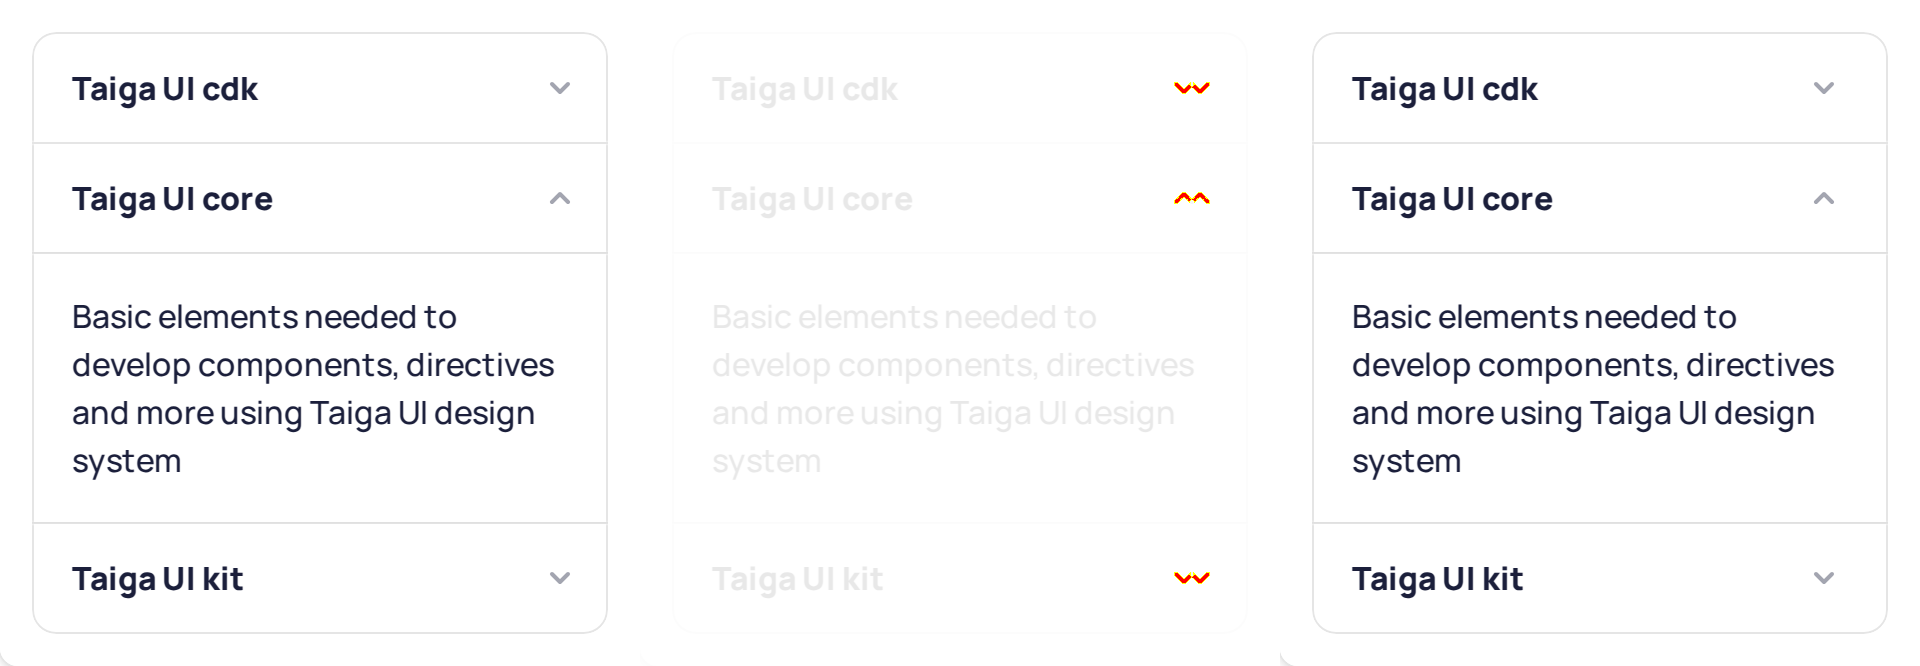 Taiga UI cdk
Taiga UI core
Basic elements needed to
develop components, directives
and more using Taiga UI design
system
Taiga UI kit
Taiga UI cdk
Taiga UI core
Basic elements needed to
develop components, directives
and more using Taiga UI design
system
Taiga UI kit
Taiga UI cdk
Taiga UI core
Basic elements needed to
develop components, directives
and more using Taiga UI design
system
Taiga UI kit